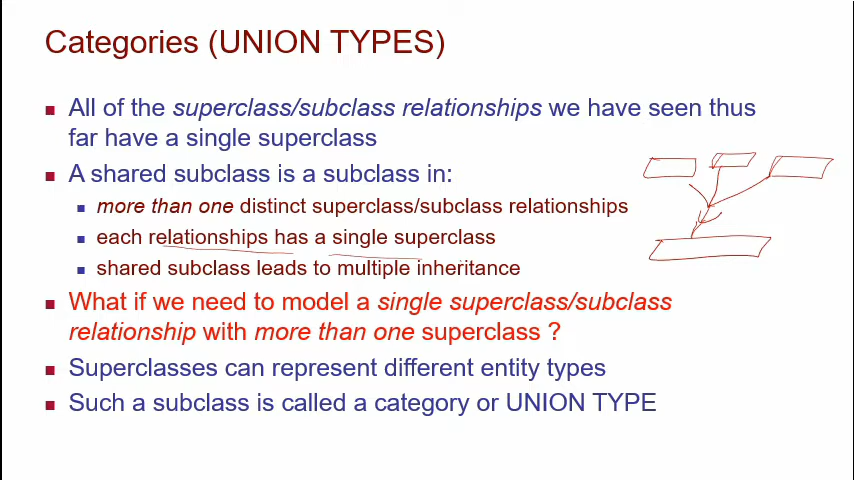 Categories (UNION TYPES)
All of the superclass/subclass relationships we have seen thus
far have a single superclass
A shared subclass is a subclass in:
more than one distinct superclass/subclass relationships
each relationships has a single superclass
shared subclass leads to multiple inheritance
What if we need to model a single superclass/subclass
relationship with more than one superclass ?
Superclasses can represent different entity types
Such a subclass is called a category or UNION TYPE